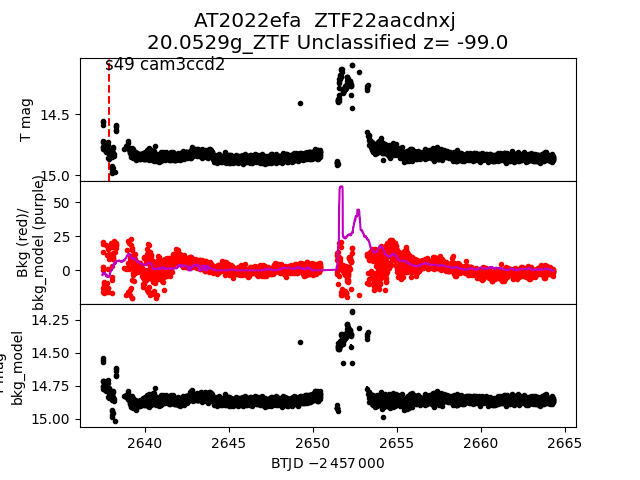 AT2022efa  ZTF22aacdnxj
20.0529g_ZTF Unclassified z= -99.0
s49 cam3ccd2
T mag
14.5
15.0
Bkg (red)/
bkg_model (purple)
50
25
0
bkg_model
14.25
14.50
14.75
15.00
2640 2645 2650 2655 2660 2665
BTJD −2 457 000